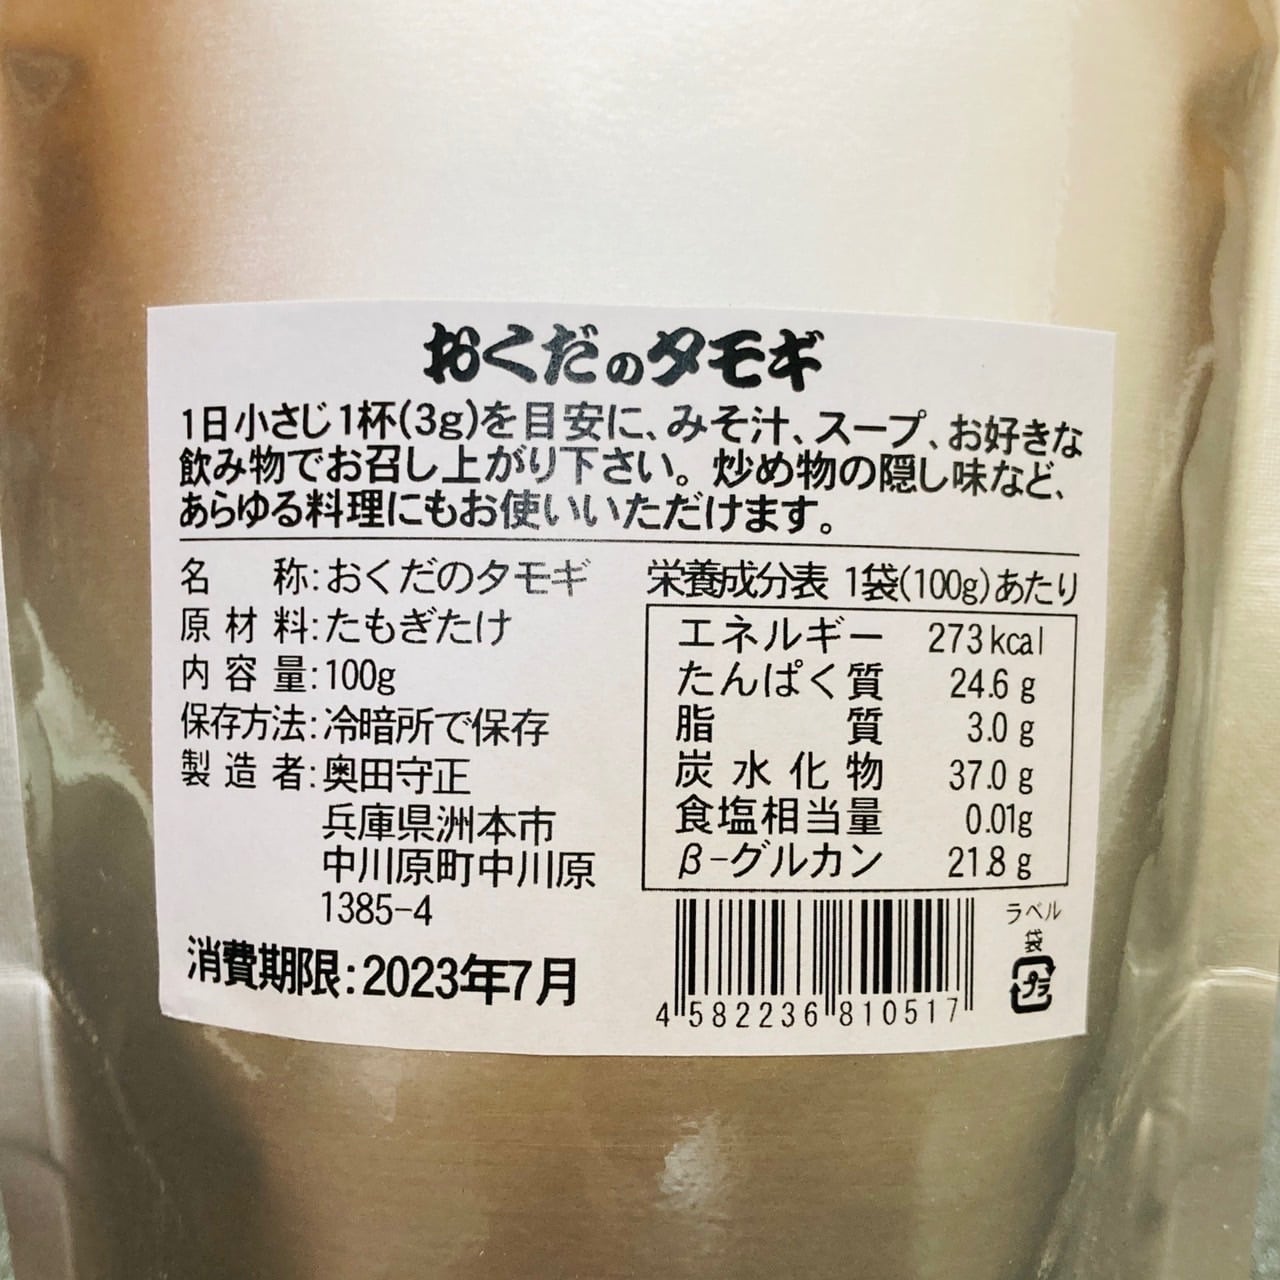 おくだのタモギ
1日小さじ1杯(3g)を目安に、みそ汁、スープ、お好きな
飲み物でお召し上がり下さい。炒め物の隠し味など、
あらゆる料理にもお使いいただけます。
名称:おくだのタモギ
原材料:たもぎたけ
内容量:100g
保存方法:冷暗所で保存
製造者:奥田守正
兵庫県洲本市
中川原町中川原
1385-4
消費期限:2023年7月
栄養成分表 1袋(100g)あたり
エネルギー 273kcal
たんぱく質 24.6g
脂質 3.0g
炭水化物 37.0g
食塩相当量 0.01g
β-グルカン 21.8g
4582236810517
ラベル
袋
プラ